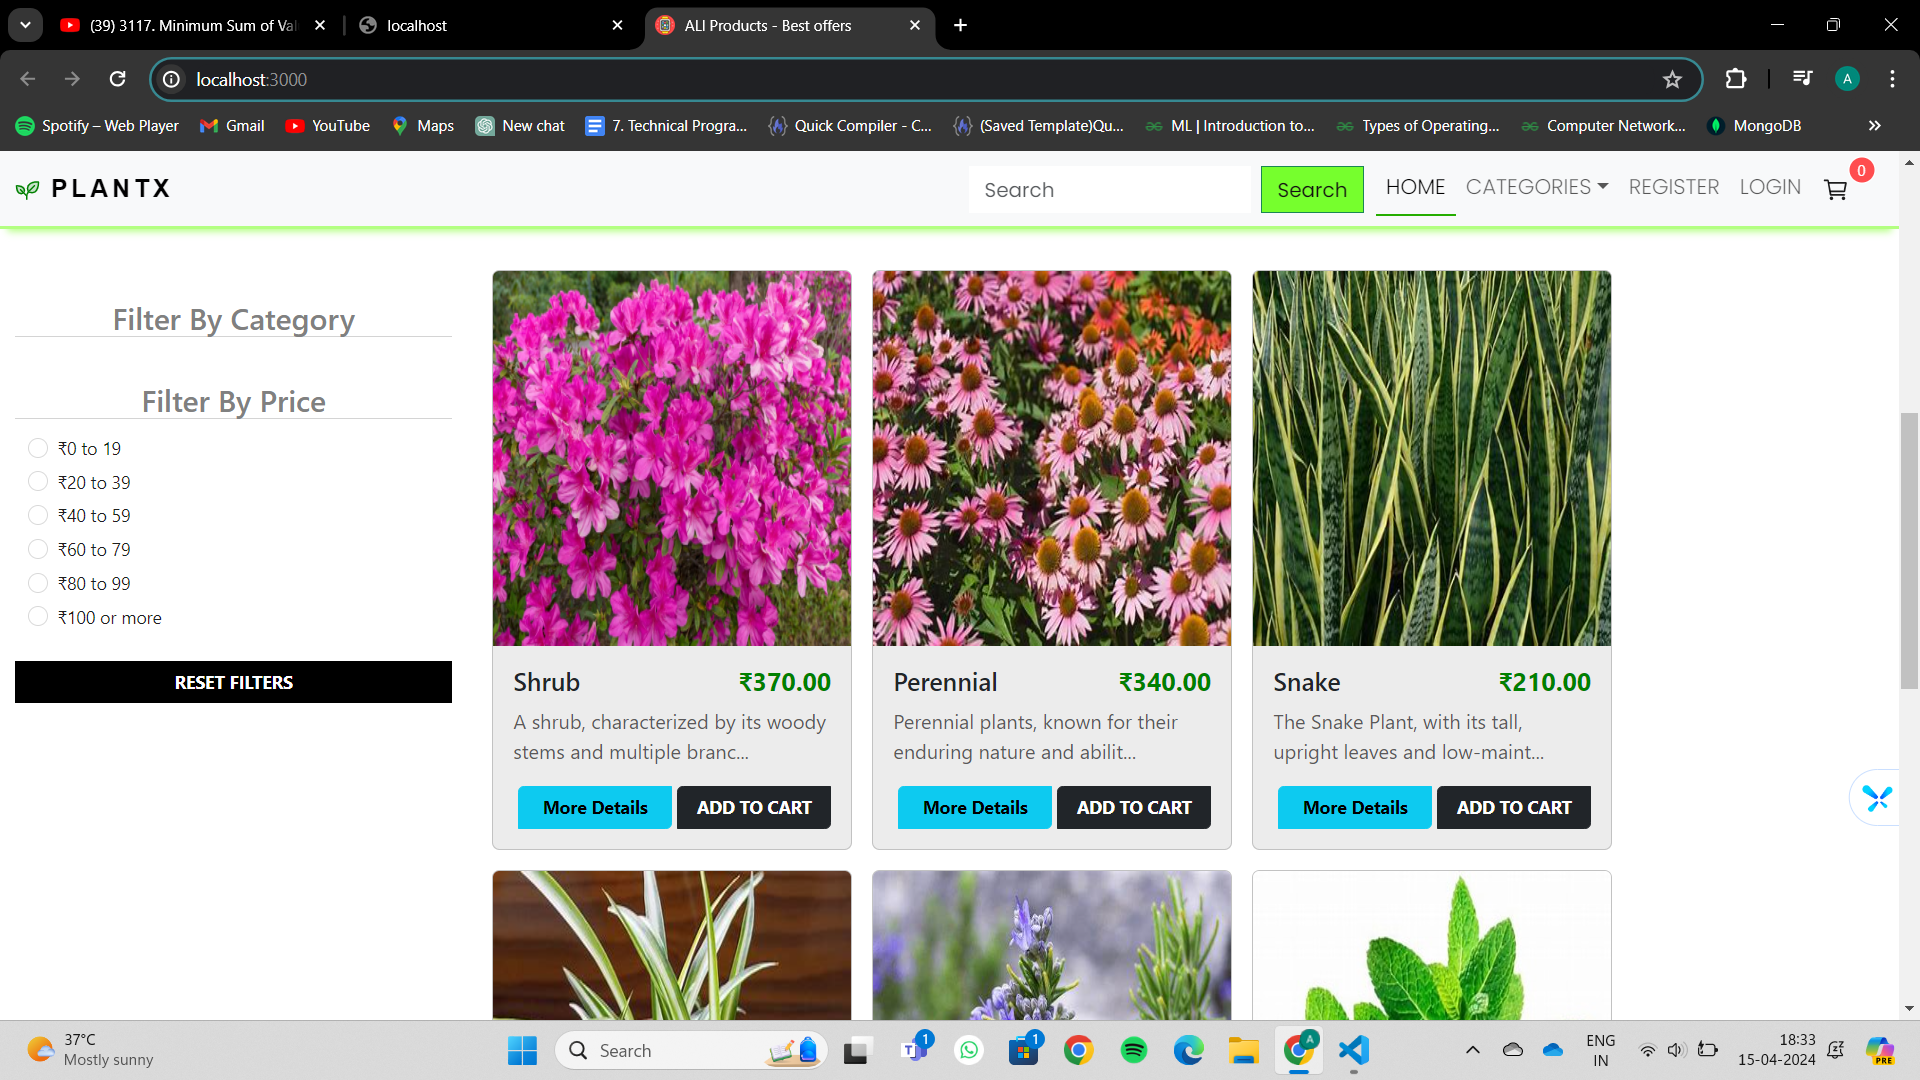 (39) 3117. Minimum Sum of Val
localhost
ALl Products - Best offers
localhost:3000
A
Spotify – Web Player
Gmail
YouTube
Maps
New chat
7. Technical Progra...
Quick Compiler - C...
(Saved Template)Qu...
ML | Introduction to...
Types of Operating...
Computer Network...
MongoDB
PLANTX
Search
Search
HOME
CATEGORIES
REGISTER
LOGIN
0
Filter By Category
Filter By Price
₹0 to 19
₹20 to 39
₹40 to 59
₹60 to 79
₹80 to 99
₹100 or more
RESET FILTERS
Shrub ₹370.00
A shrub, characterized by its woody
stems and multiple branc...
More Details ADD TO CART
Perennial ₹340.00
Perennial plants, known for their
enduring nature and abilit...
More Details ADD TO CART
Snake ₹210.00
The Snake Plant, with its tall,
upright leaves and low-maint...
More Details ADD TO CART
37°C
Mostly sunny
Search
1
1
A
ENG
IN
18:33
15-04-2024
PRE